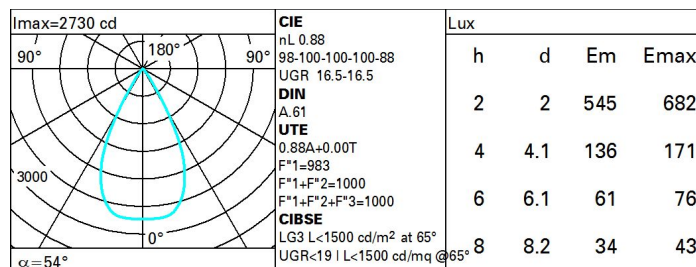 Imax=2730 cd
90°
180°
90°
3000
0°
α=54°
CIE
nL 0.88
98-100-100-100-88
UGR 16.5-16.5
DIN
A.61
UTE
0.88A+0.00T
F"1=983
F"1+F"2=1000
F"1+F"2+F"3=1000
CIBSE
LG3 L<1500 cd/m² at 65°
UGR<19 | L<1500 cd/mq @65°
Lux
h d Em Emax
2 2 545 682
4 4.1 136 171
6 6.1 61 76
8 8.2 34 43